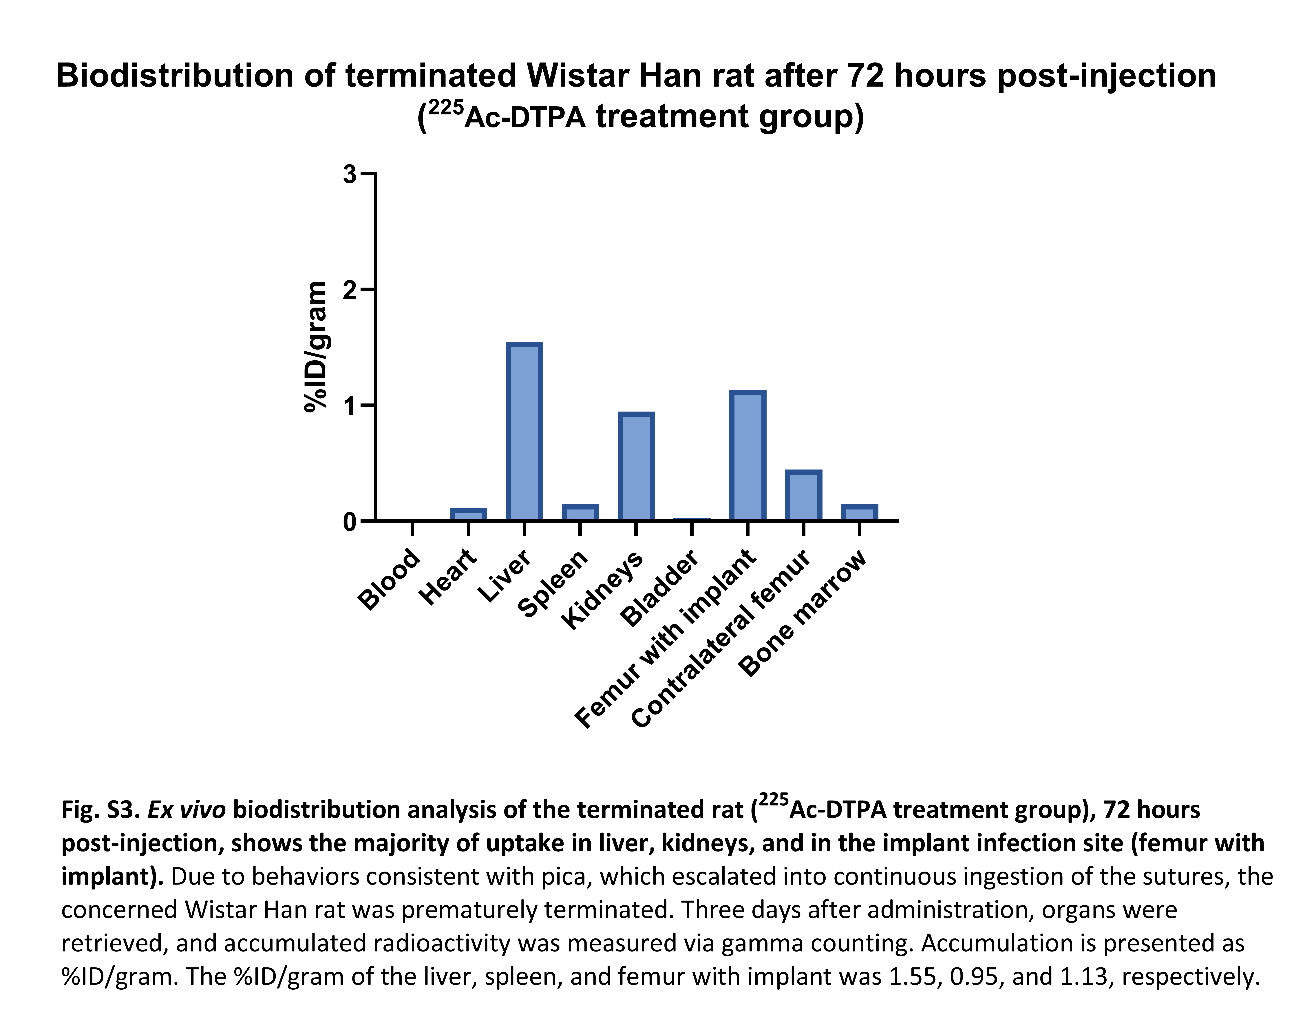 Biodistribution of terminated Wistar Han rat after 72 hours post-injection
(²²⁵Ac-DTPA treatment group)
3
2
1
0
%ID/gram
Blood
Heart
Liver
Spleen
Kidneys
Bladder
Femur with implant
Contralateral femur
Bone marrow
Fig. S3. Ex vivo biodistribution analysis of the terminated rat (²²⁵Ac-DTPA treatment group), 72 hours
post-injection, shows the majority of uptake in liver, kidneys, and in the implant infection site (femur with
implant). Due to behaviors consistent with pica, which escalated into continuous ingestion of the sutures, the
concerned Wistar Han rat was prematurely terminated. Three days after administration, organs were
retrieved, and accumulated radioactivity was measured via gamma counting. Accumulation is presented as
%ID/gram. The %ID/gram of the liver, spleen, and femur with implant was 1.55, 0.95, and 1.13, respectively.